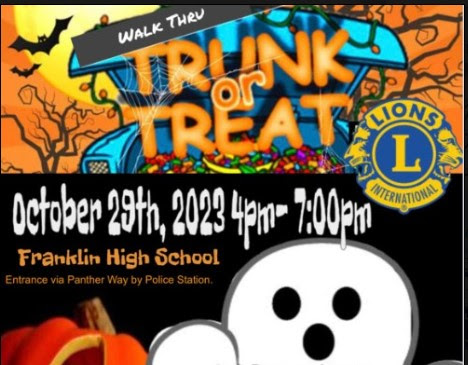 Walk Thru
TRUNK
or
TREAT
LIONS
L
INTERNATIONAL
October 29th, 2023 4pm- 7:00pm
Franklin High School
Entrance via Panther Way by Police Station.